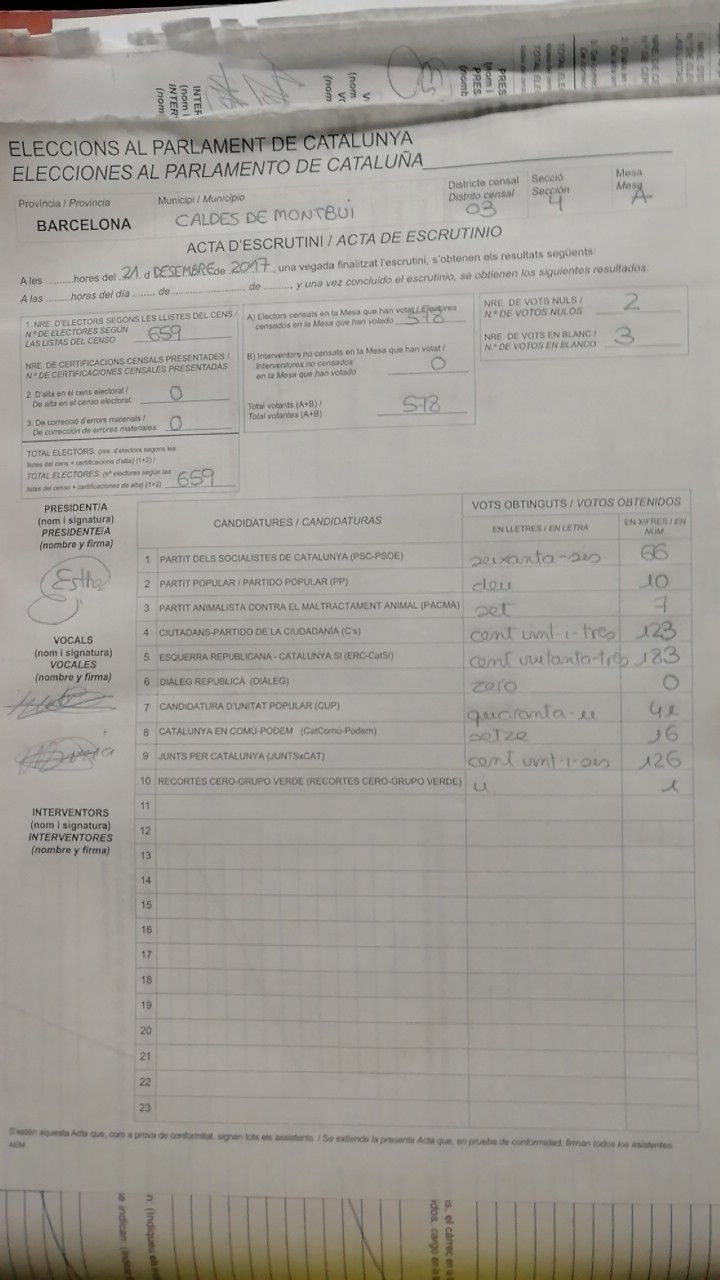 INTER
(nom i
INTER
(nom
(nom
V
(nom
PRES
(nom i
PRES
(nomb
ELECCIONS AL PARLAMENT DE CATALUNYA
ELECCIONES AL PARLAMENTO DE CATALUÑA
Província / Provincia
BARCELONA
Municipi / Municipio
CALDES DE MONTBUI
Districte censal
Distrito censal
03
Secció
Sección
4
Mesa
Mesa
A
ACTA D'ESCRUTINI / ACTA DE ESCRUTINIO
A les .........hores del 21 d DESEMBRE de 2017, una vegada finalitzat l'escrutini, s'obtenen els resultats següents:
A las .........horas del día ........ de ........................ de ........., y una vez concluido el escrutinio, se obtienen los siguientes resultados:
1. NRE. D'ELECTORS SEGONS LES LLISTES DEL CENS /
N.º DE ELECTORES SEGÚN
LAS LISTAS DEL CENSO 659
NRE. DE CERTIFICACIONS CENSALS PRESENTADES /
N.º DE CERTIFICACIONES CENSALES PRESENTADAS
2. D'alta en el cens electoral /
De alta en el censo electoral: 0
3. De correcció d'errors materials /
De corrección de errores materiales: 0
TOTAL ELECTORS: (nre. d'electors segons les
llistes del cens + certificacions d'alta) (1+2) /
TOTAL ELECTORES: (nº electores según las
listas del censo + certificaciones de alta) (1+2) 659
A) Electors censats en la Mesa que han votat / Electores
censados en la Mesa que han votado 578
B) Interventors no censats en la Mesa que han votat /
Interventores no censados
en la Mesa que han votado 0
Total votants (A+B) /
Total votantes (A+B) 578
NRE. DE VOTS NULS /
N.º DE VOTOS NULOS 2
NRE. DE VOTS EN BLANC /
N.º DE VOTOS EN BLANCO 3
PRESIDENT/A
(nom i signatura)
PRESIDENTE/A
(nombre y firma)
Esther
VOCALS
(nom i signatura)
VOCALES
(nombre y firma)
INTERVENTORS
(nom i signatura)
INTERVENTORES
(nombre y firma)
CANDIDATURES / CANDIDATURAS
VOTS OBTINGUTS / VOTOS OBTENIDOS
EN LLETRES / EN LETRA
EN XIFRES / EN
NÚM
1 PARTIT DELS SOCIALISTES DE CATALUNYA (PSC-PSOE) seixanta-sis 66
2 PARTIT POPULAR / PARTIDO POPULAR (PP) deu 10
3 PARTIT ANIMALISTA CONTRA EL MALTRACTAMENT ANIMAL (PACMA) set 7
4 CIUTADANS-PARTIDO DE LA CIUDADANÍA (C's) cent vint-i-tres 123
5 ESQUERRA REPUBLICANA - CATALUNYA SÍ (ERC-CatSí) cent vuitanta-tres 183
6 DIÀLEG REPUBLICÀ (DIÀLEG) zero 0
7 CANDIDATURA D'UNITAT POPULAR (CUP) quaranta-u 41
8 CATALUNYA EN COMÚ-PODEM (CatComú-Podem) setze 16
9 JUNTS PER CATALUNYA (JUNTSxCAT) cent vint-i-sis 126
10 RECORTES CERO-GRUPO VERDE (RECORTES CERO-GRUPO VERDE) ú 1
11
12
13
14
15
16
17
18
19
20
21
22
23
S'estén aquesta Acta que, com a prova de conformitat, signen tots els assistents. / Se extiende la presente Acta que, en prueba de conformidad, firman todos los asistentes.
AEM
n. (Indiqueu el
se indican: (indi